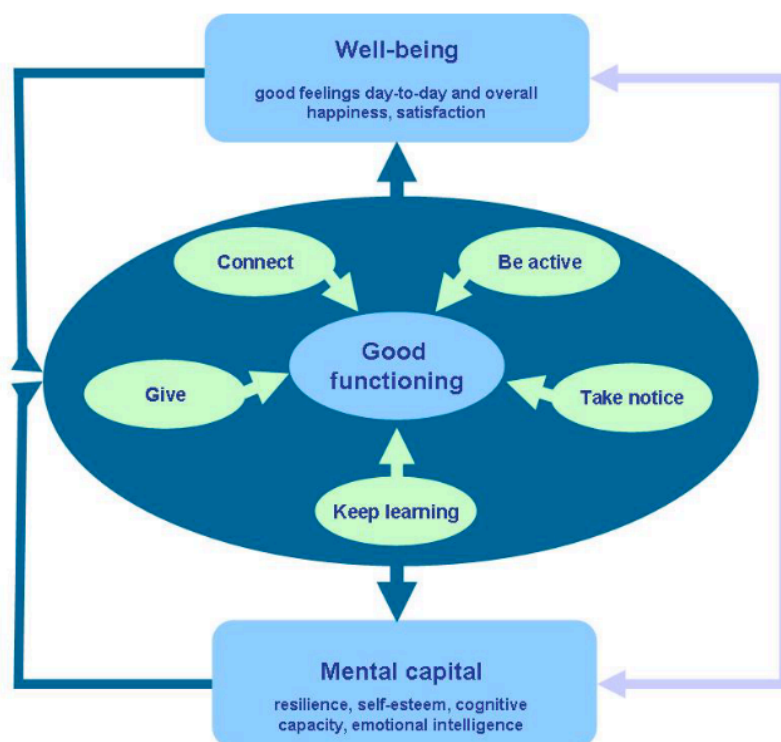 Well-being
good feelings day-to-day and overall
happiness, satisfaction
Connect
Be active
Good
functioning
Give
Take notice
Keep learning
Mental capital
resilience, self-esteem, cognitive
capacity, emotional intelligence